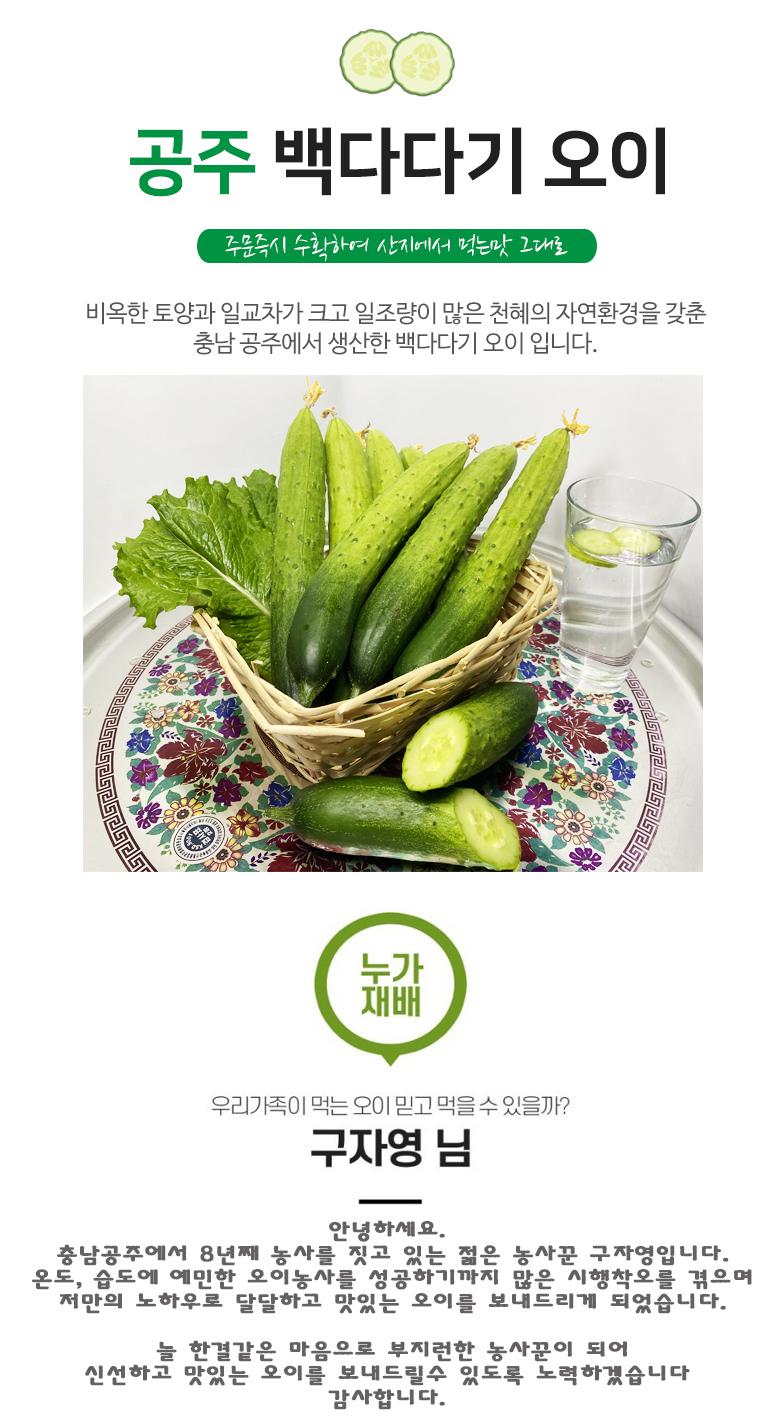 공주 백다다기 오이
주문즉시 수확하여 산지에서 먹는맛 그대로
비옥한 토양과 일교차가 크고 일조량이 많은 천혜의 자연환경을 갖춘
충남 공주에서 생산한 백다다기 오이 입니다.
누가
재배
우리가족이 먹는 오이 믿고 먹을 수 있을까?
구자영 님
안녕하세요.
충남공주에서 8년째 농사를 짓고 있는 젊은 농사꾼 구자영입니다.
온도, 습도에 예민한 오이농사를 성공하기까지 많은 시행착오를 겪으며
저만의 노하우로 달달하고 맛있는 오이를 보내드리게 되었습니다.
늘 한결같은 마음으로 부지런한 농사꾼이 되어
신선하고 맛있는 오이를 보내드릴수 있도록 노력하겠습니다
감사합니다.